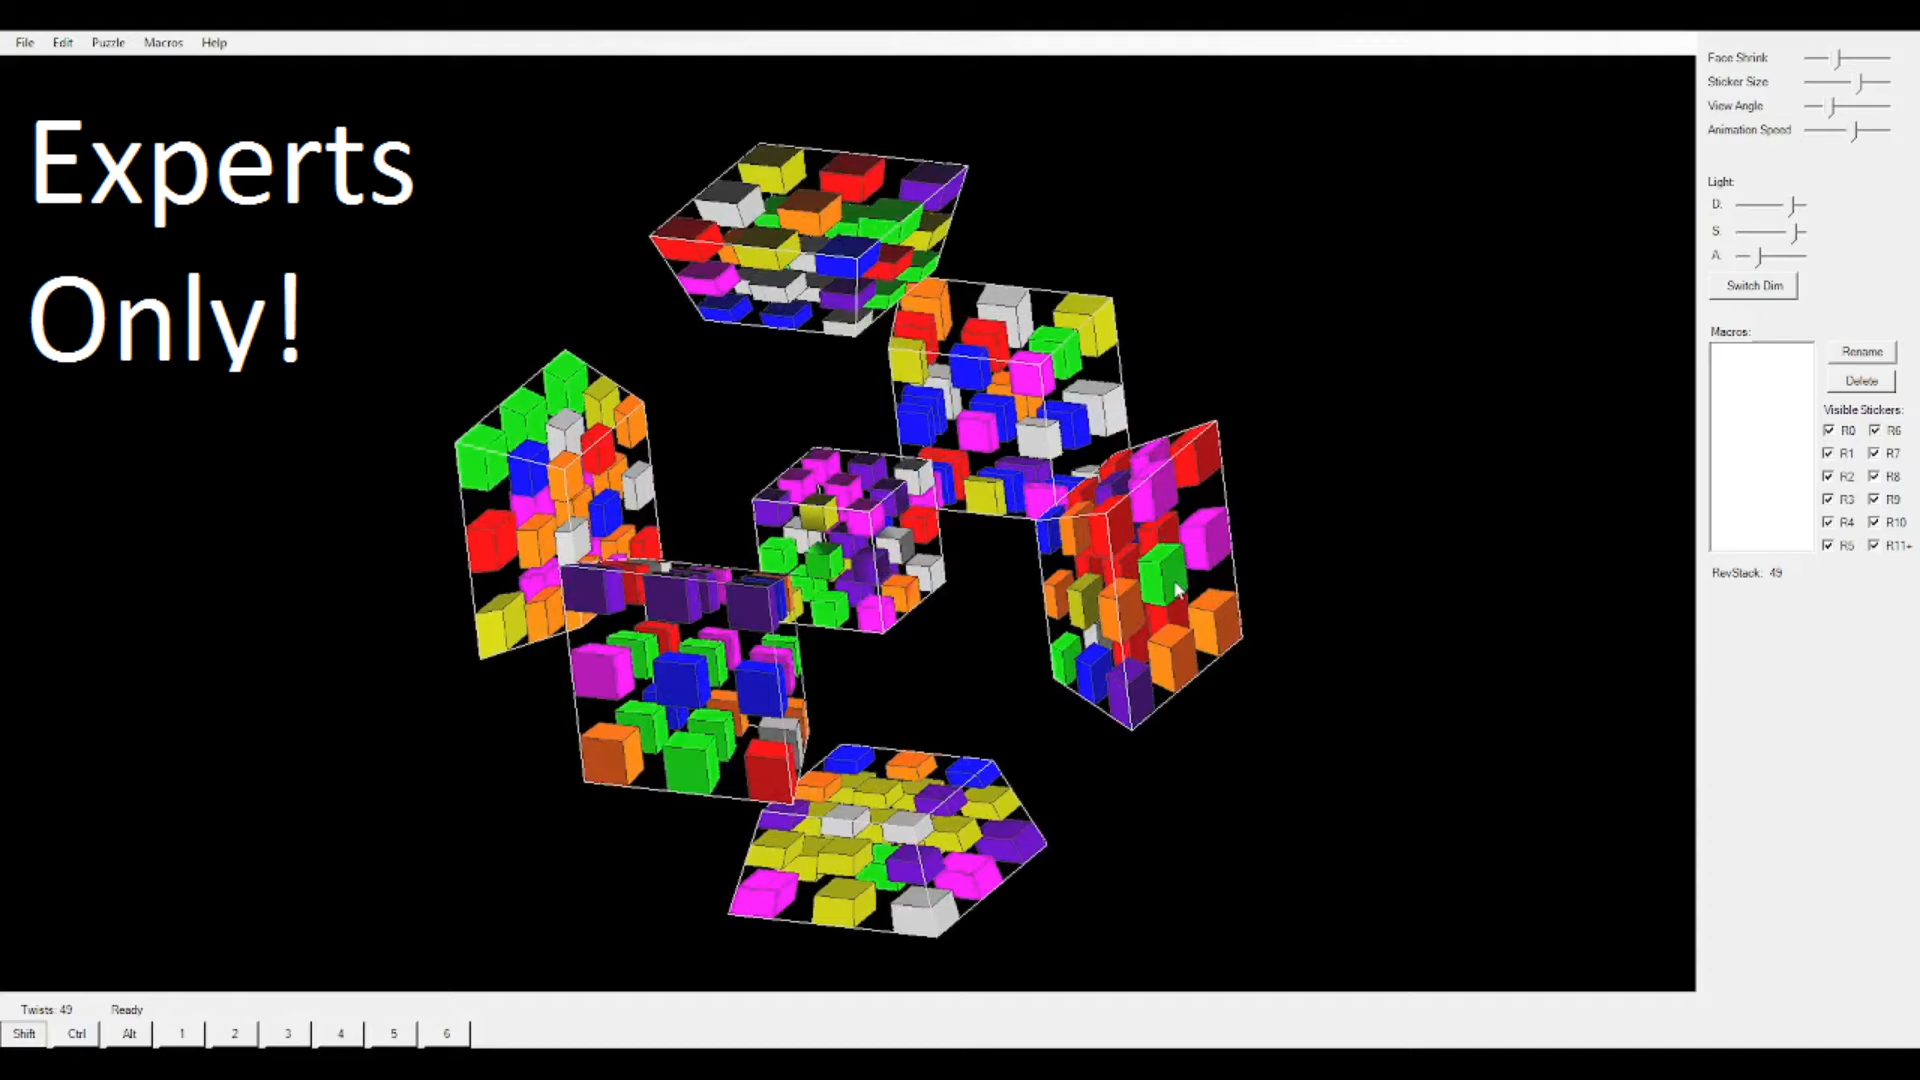 File Edit Puzzle Macros Help
Experts
Only!
Face Shrink
Sticker Size
View Angle
Animation Speed
Light:
D:
S:
A:
Switch Dim
Macros:
Rename
Delete
Visible Stickers:
R0 R6
R1 R7
R2 R8
R3 R9
R4 R10
R5 R11+
RevStack: 49
Twists: 49 Ready
Shift Ctrl Alt 1 2 3 4 5 6